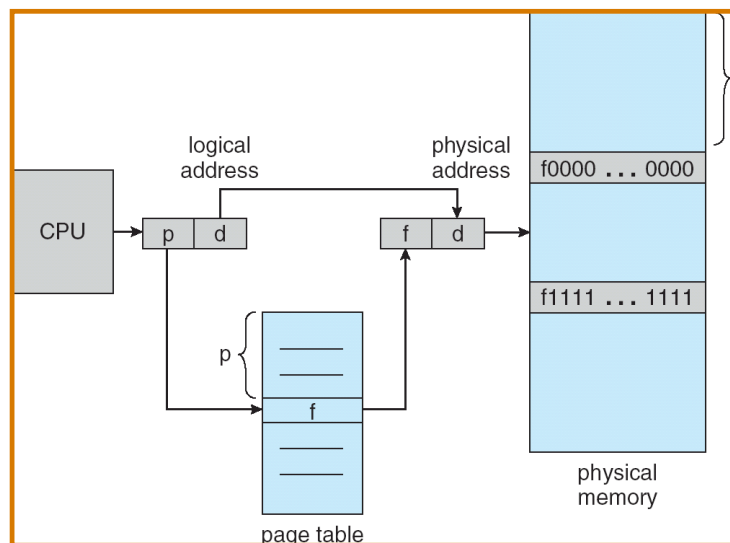 logical
address
physical
address
f0000 ... 0000
CPU
p
d
f
d
f1111 ... 1111
p
f
physical
memory
page table